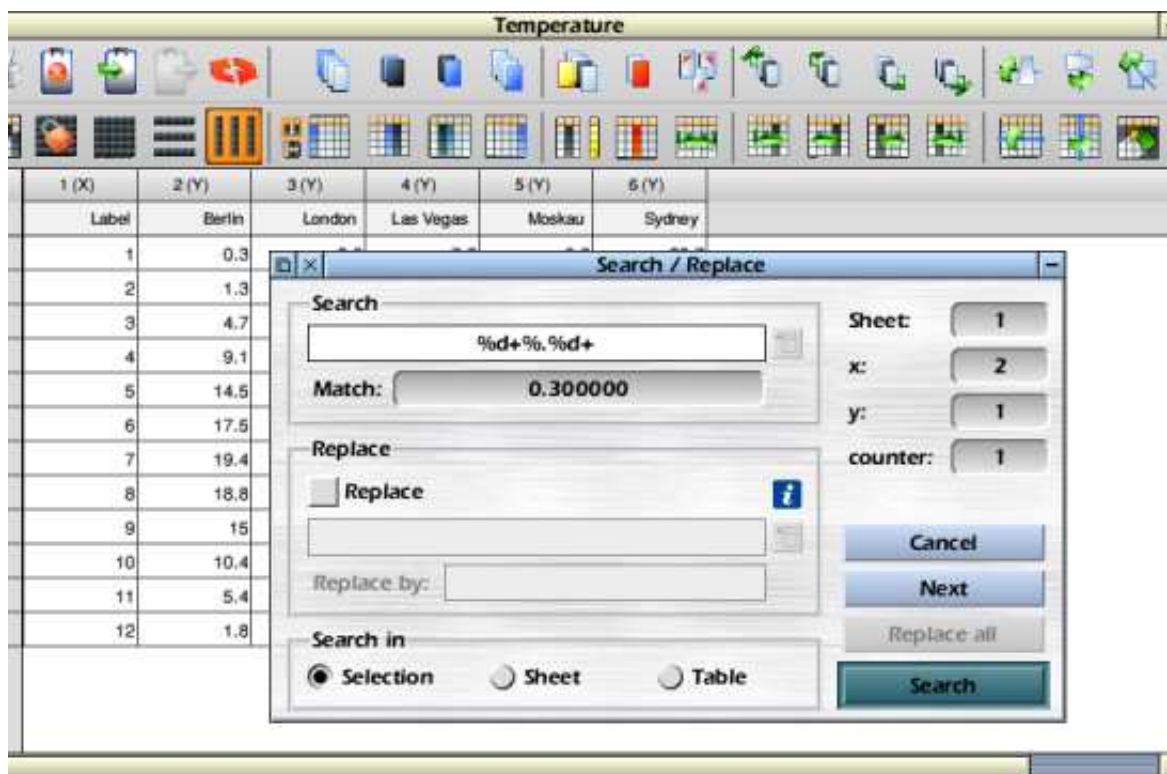 Temperature
1 (X) 2 (Y) 3 (Y) 4 (Y) 5 (Y) 6 (Y)
Label Berlin London Las Vegas Moskau Sydney
1 0.3
Search / Replace
2 1.3
Search
Sheet: 1
3 4.7
%d+%.%d+
4 9.1
x: 2
5 14.5
Match: 0.300000
y: 1
6 17.5
Replace
7 19.4
counter: 1
8 18.8
Replace
9 15
Cancel
10 10.4
Replace by:
Next
11 5.4
12 1.8
Search in
Replace all
Selection Sheet Table
Search